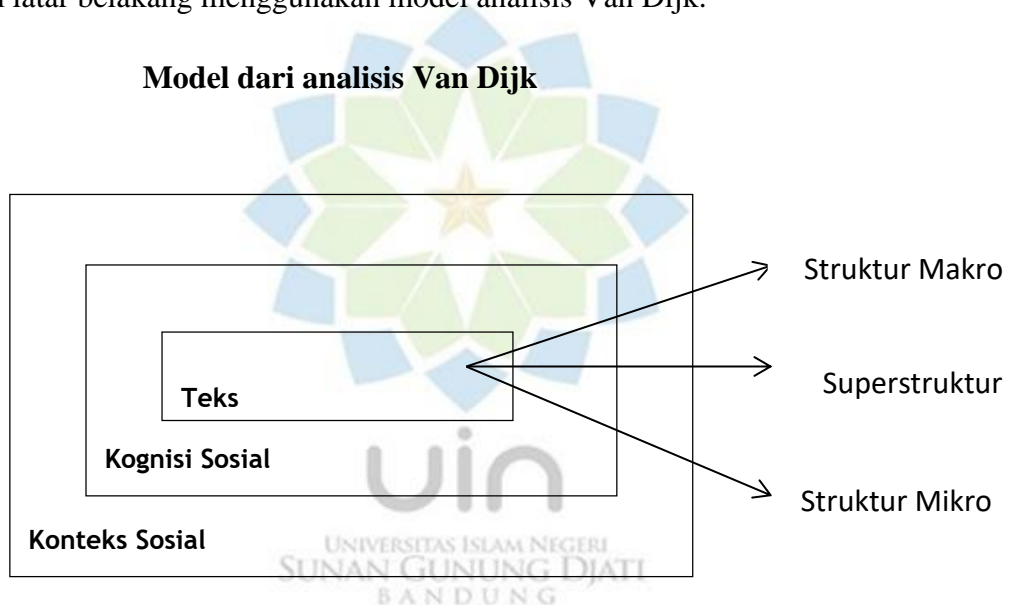 latar belakang menggunakan model analisis Van Dijk.
Model dari analisis Van Dijk
Struktur Makro
Superstruktur
Teks
Kognisi Sosial
Struktur Mikro
Konteks Sosial
uin
UNIVERSITAS ISLAM NEGERI
SUNAN GUNUNG DJATI
BANDUNG